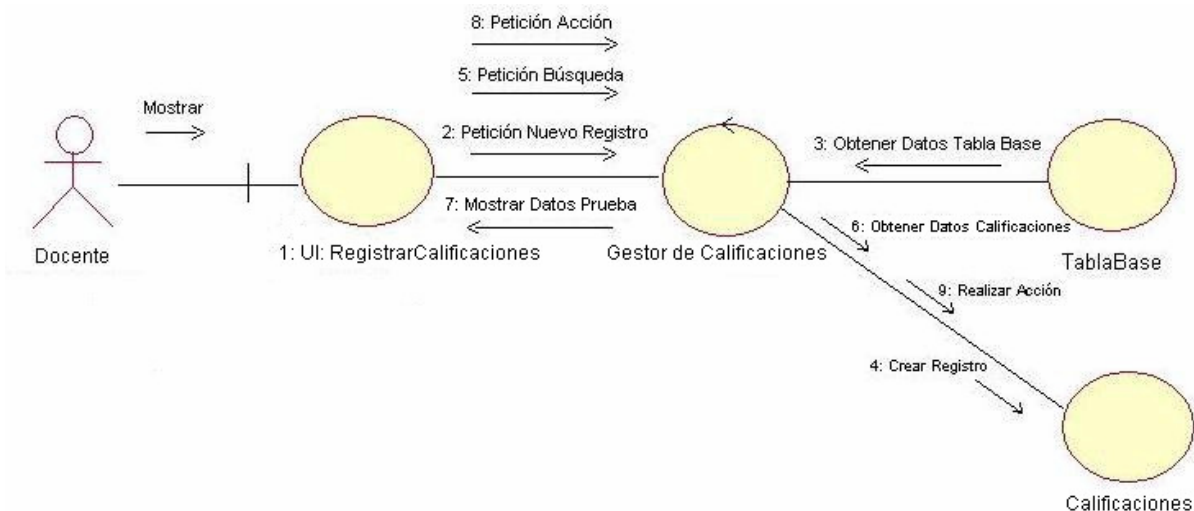 8: Petición Acción
5: Petición Búsqueda
Mostrar
2: Petición Nuevo Registro
3: Obtener Datos Tabla Base
7: Mostrar Datos Prueba
6: Obtener Datos Calificaciones
Docente
1: UI: RegistrarCalificaciones
Gestor de Calificaciones
TablaBase
9: Realizar Acción
4: Crear Registro
Calificaciones